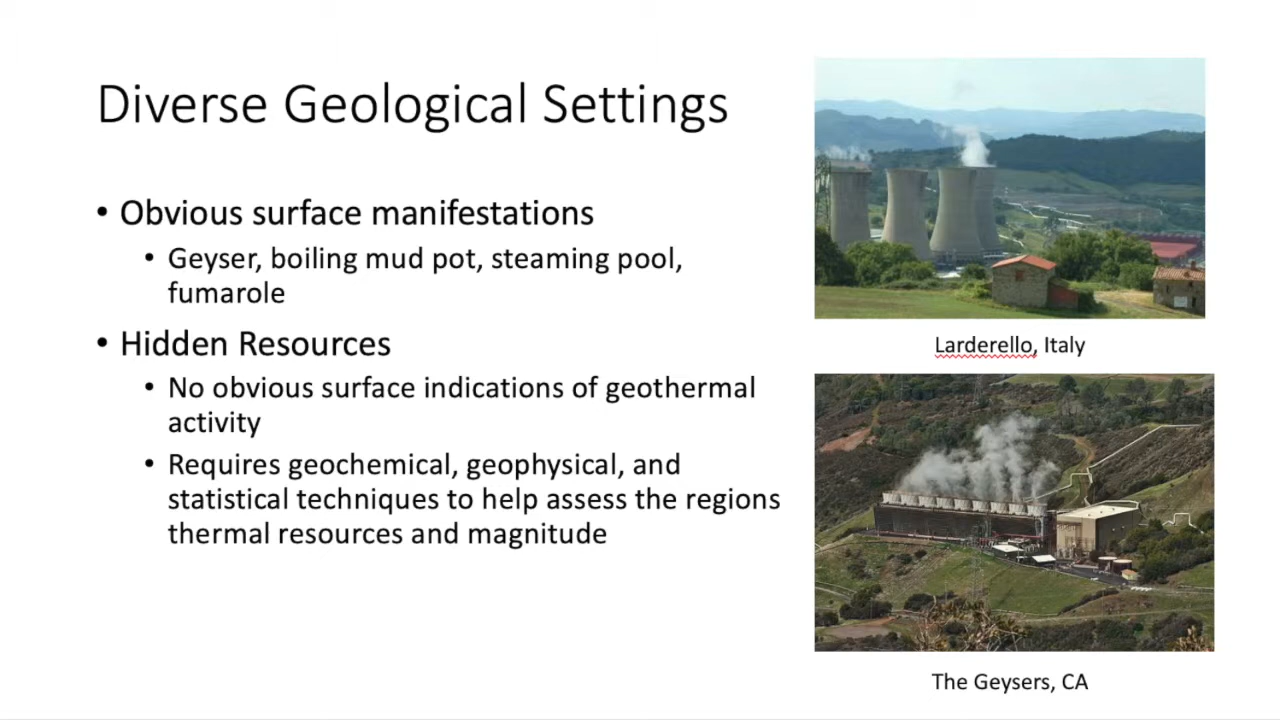 Diverse Geological Settings
• Obvious surface manifestations
• Geyser, boiling mud pot, steaming pool,
fumarole
• Hidden Resources
• No obvious surface indications of geothermal
activity
• Requires geochemical, geophysical, and
statistical techniques to help assess the regions
thermal resources and magnitude
Larderello, Italy
The Geysers, CA